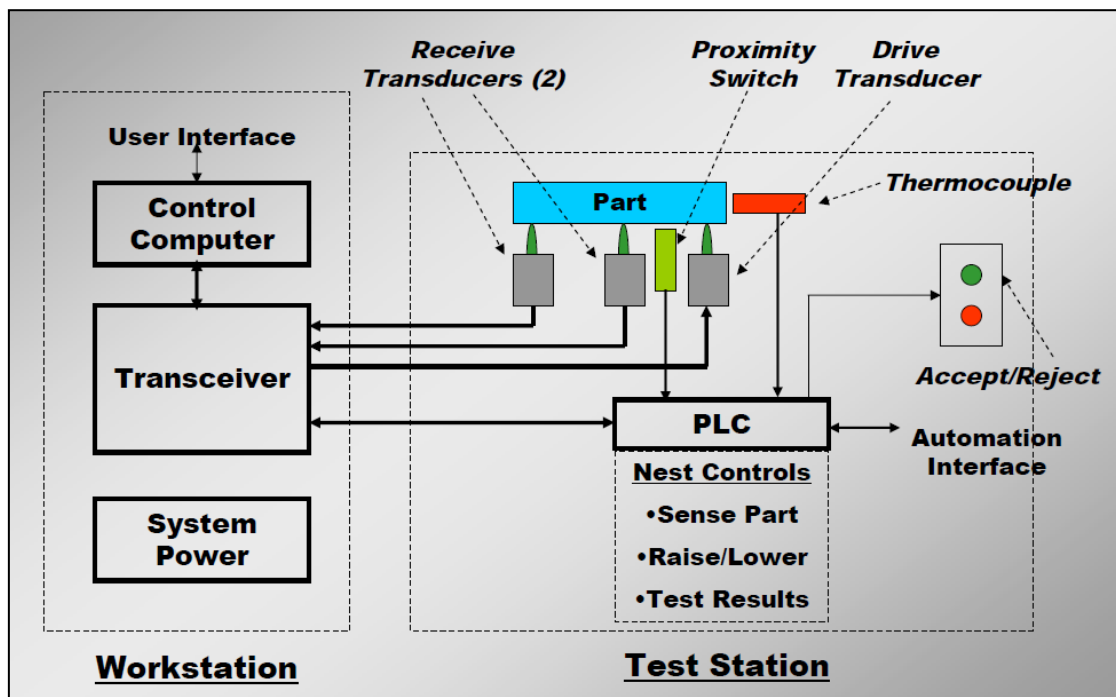 Receive
Transducers (2)
Proximity
Switch
Drive
Transducer
User Interface
Control
Computer
Transceiver
System
Power
Workstation
Part
Thermocouple
Accept/Reject
PLC
Automation
Interface
Nest Controls
•Sense Part
•Raise/Lower
•Test Results
Test Station